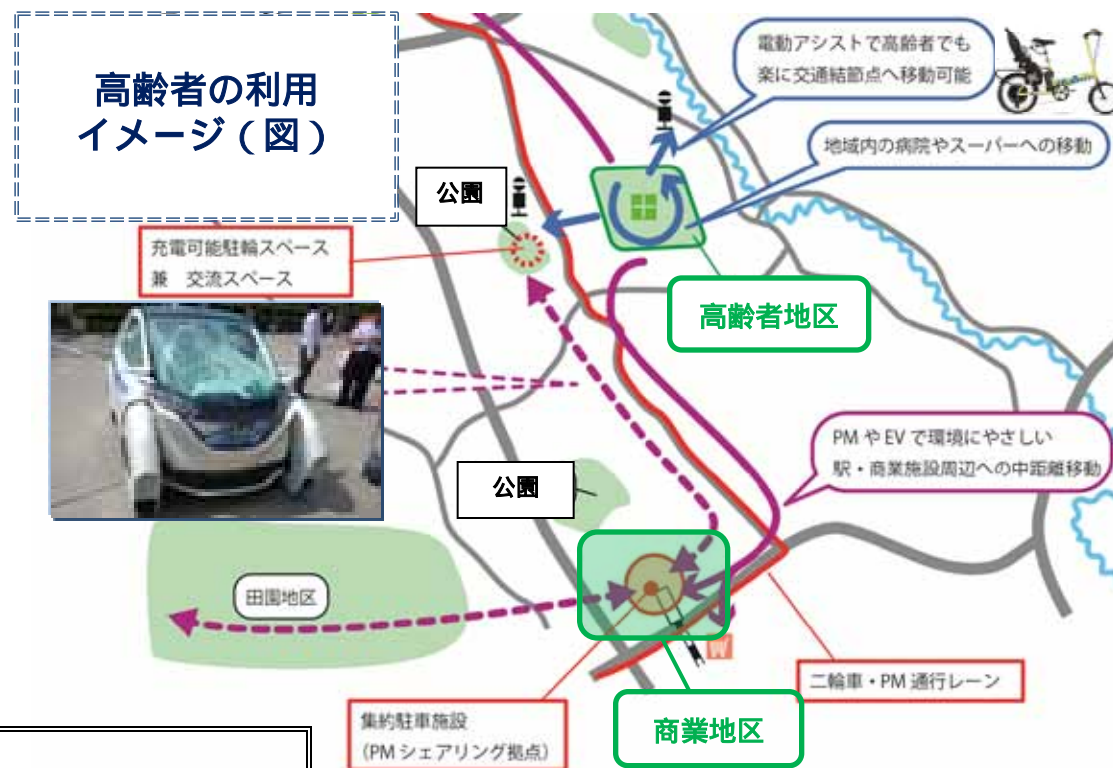 高齢者の利用
イメージ（図）
電動アシストで高齢者でも
楽に交通結節点へ移動可能
地域内の病院やスーパーへの移動
公園
充電可能駐輪スペース
兼　交流スペース
高齢者地区
PM や EV で環境にやさしい
駅・商業施設周辺への中距離移動
公園
田園地区
W
二輪車・PM 通行レーン
集約駐車施設
(PM シェアリング拠点)
商業地区